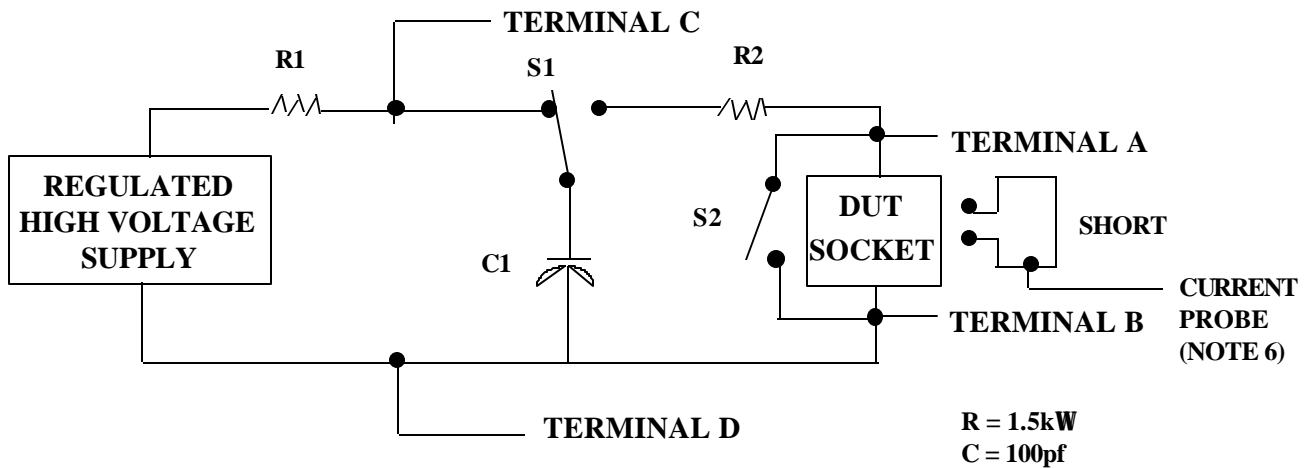 TERMINAL C
R1
S1
R2
TERMINAL A
REGULATED
HIGH VOLTAGE
SUPPLY
S2
DUT
SOCKET
SHORT
C1
CURRENT
PROBE
(NOTE 6)
TERMINAL B
TERMINAL D
R = 1.5kW
C = 100pf